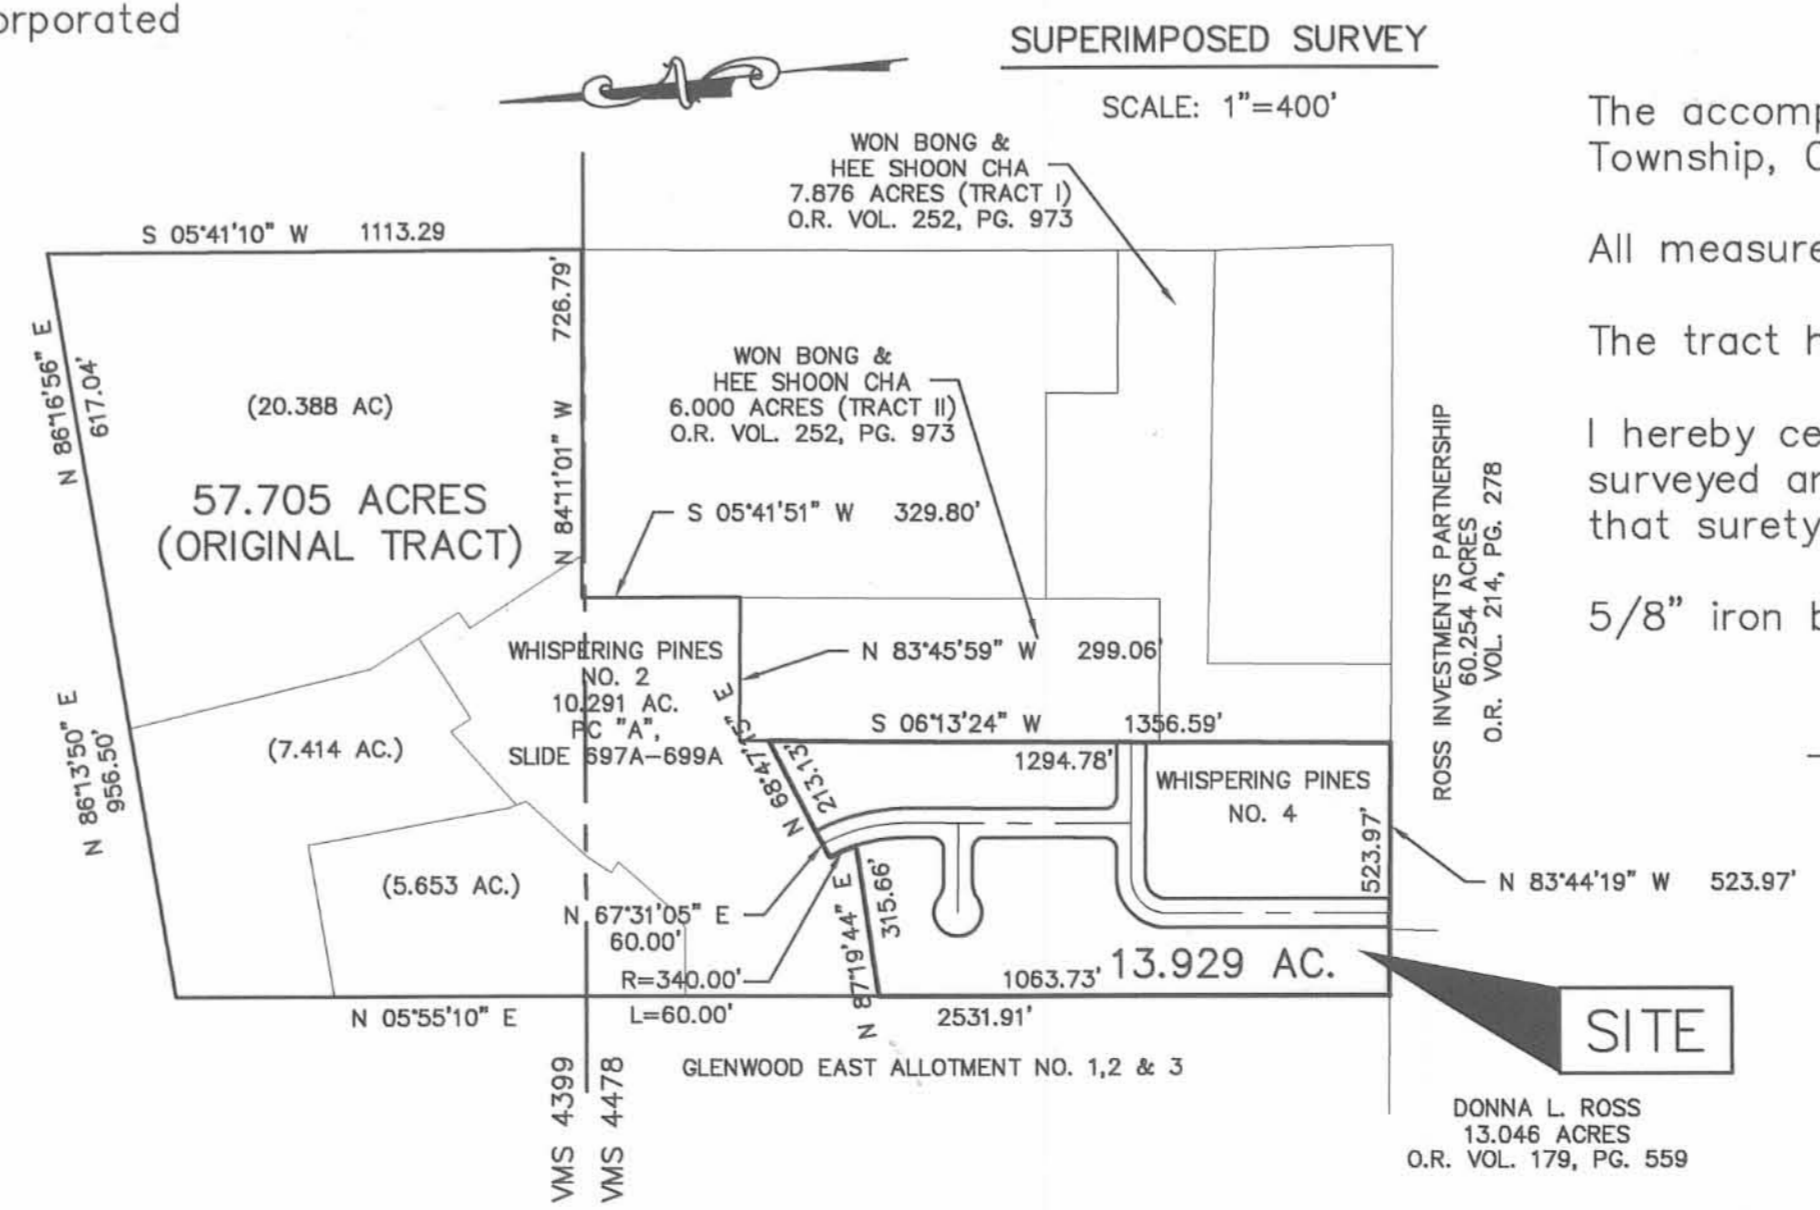 orporated
SUPERIMPOSED SURVEY
SCALE: 1"=400'
N
WON BONG &
HEE SHOON CHA
7.876 ACRES (TRACT I)
O.R. VOL. 252, PG. 973
S 05°41'10" W 1113.29
726.79'
N 84°11'01" W
N 86°16'56" E
617.04'
(20.388 AC)
57.705 ACRES
(ORIGINAL TRACT)
WON BONG &
HEE SHOON CHA
6.000 ACRES (TRACT II)
O.R. VOL. 252, PG. 973
S 05°41'51" W 329.80'
ROSS INVESTMENTS PARTNERSHIP
60.254 ACRES
O.R. VOL. 214, PG. 278
WHISPERING PINES
NO. 2
10.291 AC.
PC "A",
SLIDE 697A-699A
N 83°45'59" W 299.06'
N 86°13'50" E
956.50'
(7.414 AC.)
N 68°47'15" E
213.13'
S 06°13'24" W 1356.59'
1294.78'
WHISPERING PINES
NO. 4
523.97'
N 83°44'19" W 523.97'
(5.653 AC.)
N 67°31'05" E
60.00'
R=340.00'
L=60.00'
N 87°19'44" E
315.66'
1063.73'
13.929 AC.
N 05°55'10" E
2531.91'
SITE
GLENWOOD EAST ALLOTMENT NO. 1,2 & 3
VMS 4399
VMS 4478
DONNA L. ROSS
13.046 ACRES
O.R. VOL. 179, PG. 559
The accomp
Township, C
All measure
The tract h
I hereby ce
surveyed ar
that surety
5/8" iron b